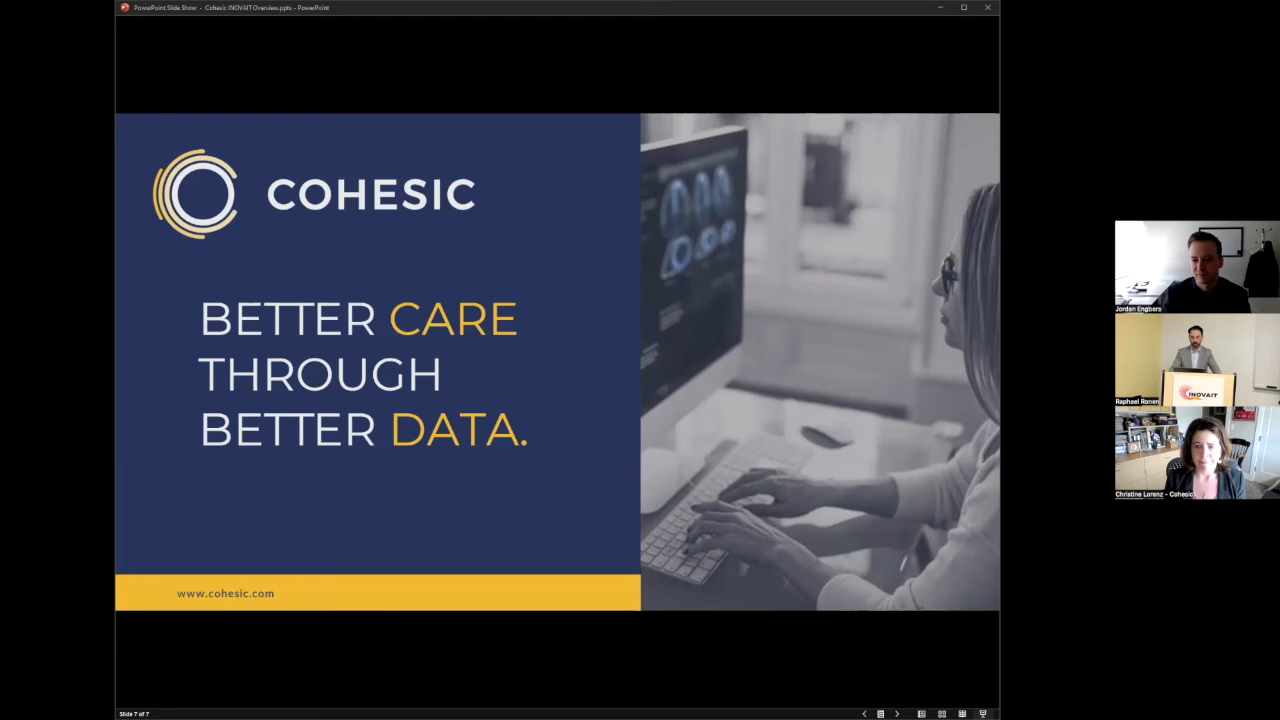 PowerPoint Slide Show - Cohesic INOVAIT Overview.pptx - PowerPoint
COHESIC
BETTER CARE
THROUGH
BETTER DATA.
www.cohesic.com
Jordan Engbers
Raphael Ronen
INOVAIT
Christine Lorenz - Cohesic
Slide 7 of 7